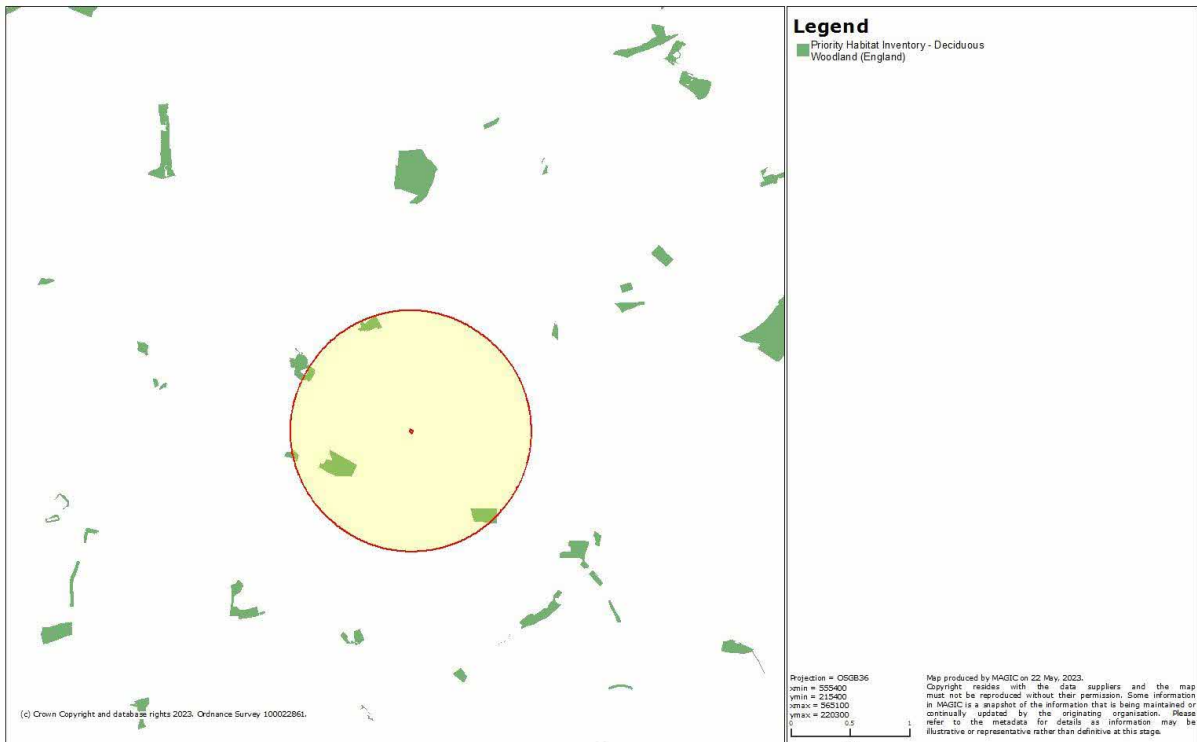 Legend
Priority Habitat Inventory - Deciduous
Woodland (England)
(c) Crown Copyright and database rights 2023. Ordnance Survey 100022861.
Projection = OSGB36
xmin = 555400
ymin = 215400
xmax = 565100
ymax = 220300
0 0.5 1
Map produced by MAGIC on 22 May, 2023.
Copyright resides with the data suppliers and the map
must not be reproduced without their permission. Some information
in MAGIC is a snapshot of the information that is being maintained or
continually updated by the originating organisation. Please
refer to the metadata for details as information may be
illustrative or representative rather than definitive at this stage.